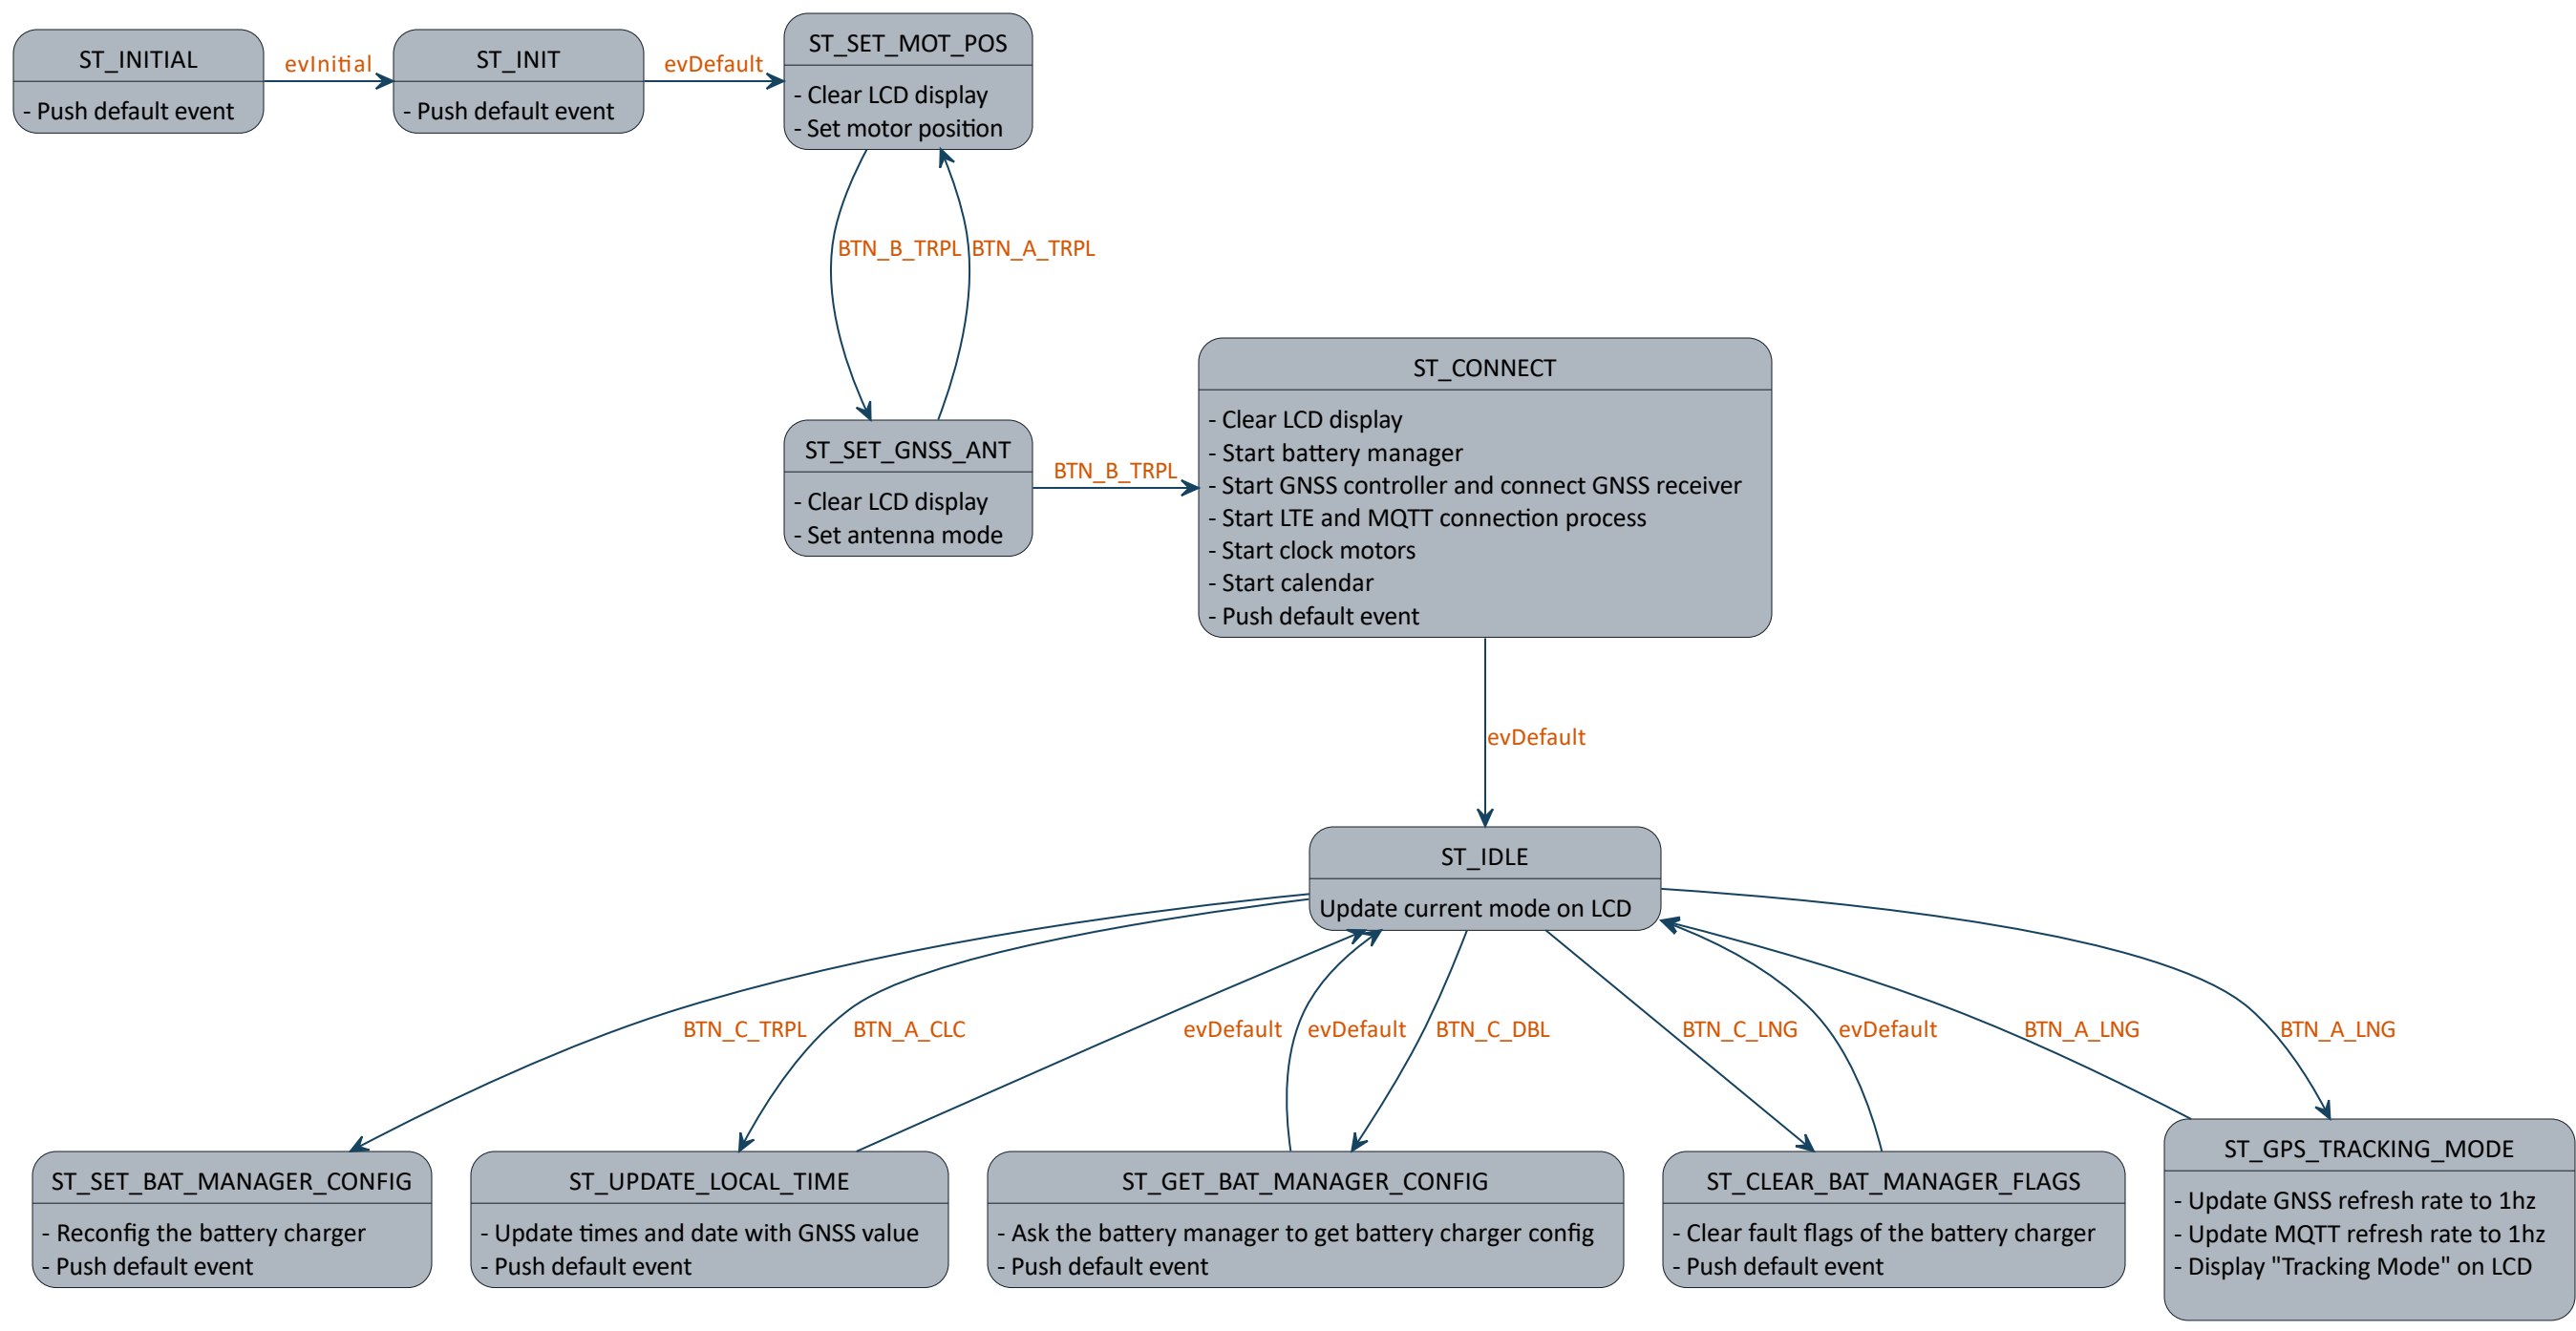 ST_INITIAL
- Push default event
evInitial
ST_INIT
- Push default event
evDefault
ST_SET_MOT_POS
- Clear LCD display
- Set motor position
BTN_B_TRPL
BTN_A_TRPL
ST_SET_GNSS_ANT
- Clear LCD display
- Set antenna mode
BTN_B_TRPL
ST_CONNECT
- Clear LCD display
- Start battery manager
- Start GNSS controller and connect GNSS receiver
- Start LTE and MQTT connection process
- Start clock motors
- Start calendar
- Push default event
evDefault
ST_IDLE
Update current mode on LCD
BTN_C_TRPL
BTN_A_CLC
evDefault
evDefault
BTN_C_DBL
BTN_C_LNG
evDefault
BTN_A_LNG
BTN_A_LNG
ST_SET_BAT_MANAGER_CONFIG
- Reconfig the battery charger
- Push default event
ST_UPDATE_LOCAL_TIME
- Update times and date with GNSS value
- Push default event
ST_GET_BAT_MANAGER_CONFIG
- Ask the battery manager to get battery charger config
- Push default event
ST_CLEAR_BAT_MANAGER_FLAGS
- Clear fault flags of the battery charger
- Push default event
ST_GPS_TRACKING_MODE
- Update GNSS refresh rate to 1hz
- Update MQTT refresh rate to 1hz
- Display "Tracking Mode" on LCD